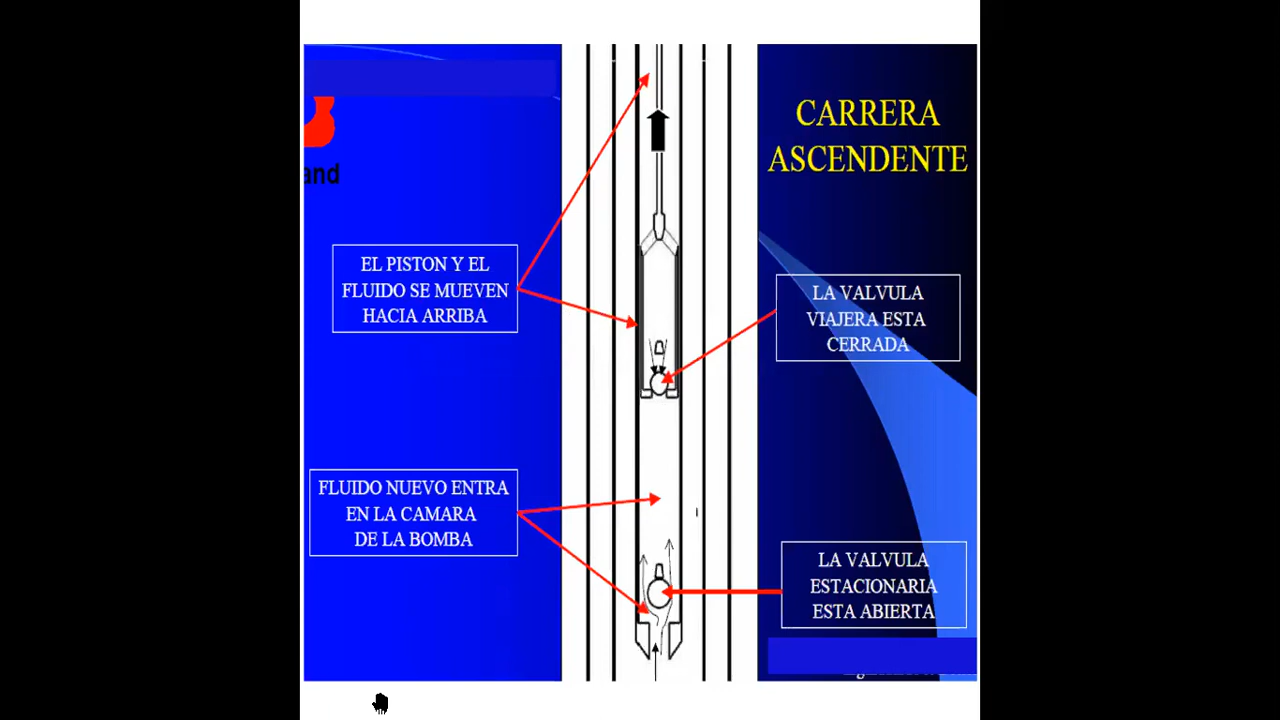 and
EL PISTON Y EL
FLUIDO SE MUEVEN
HACIA ARRIBA
FLUIDO NUEVO ENTRA
EN LA CAMARA
DE LA BOMBA
CARRERA
ASCENDENTE
LA VALVULA
VIAJERA ESTA
CERRADA
LA VALVULA
ESTACIONARIA
ESTA ABIERTA